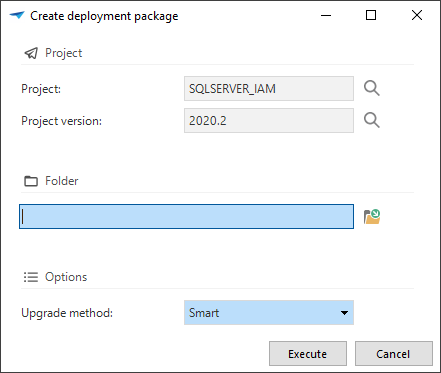 Create deployment package
Project
Project: SQLSERVER_IAM
Project version: 2020.2
Folder
Options
Upgrade method: Smart
Execute Cancel